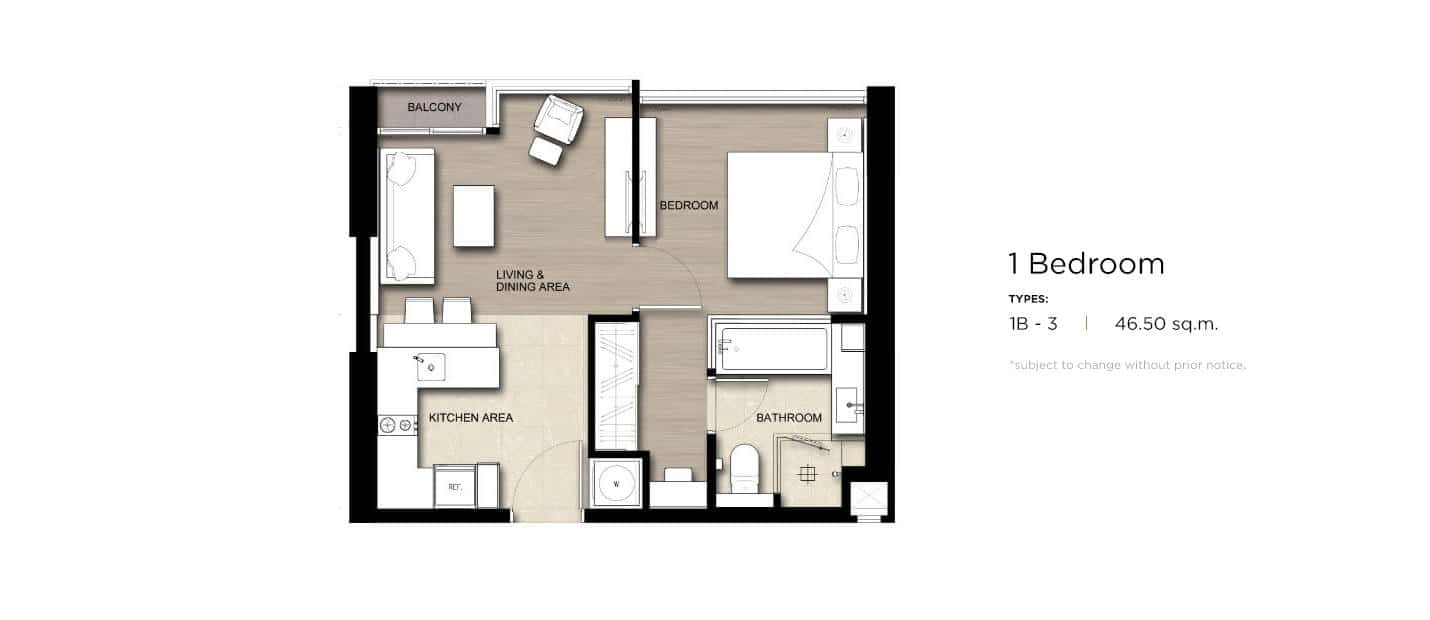 BALCONY
BEDROOM
LIVING &
DINING AREA
KITCHEN AREA
BATHROOM
REF.
W
1 Bedroom
TYPES:
1B - 3 | 46.50 sq.m.
*subject to change without prior notice.